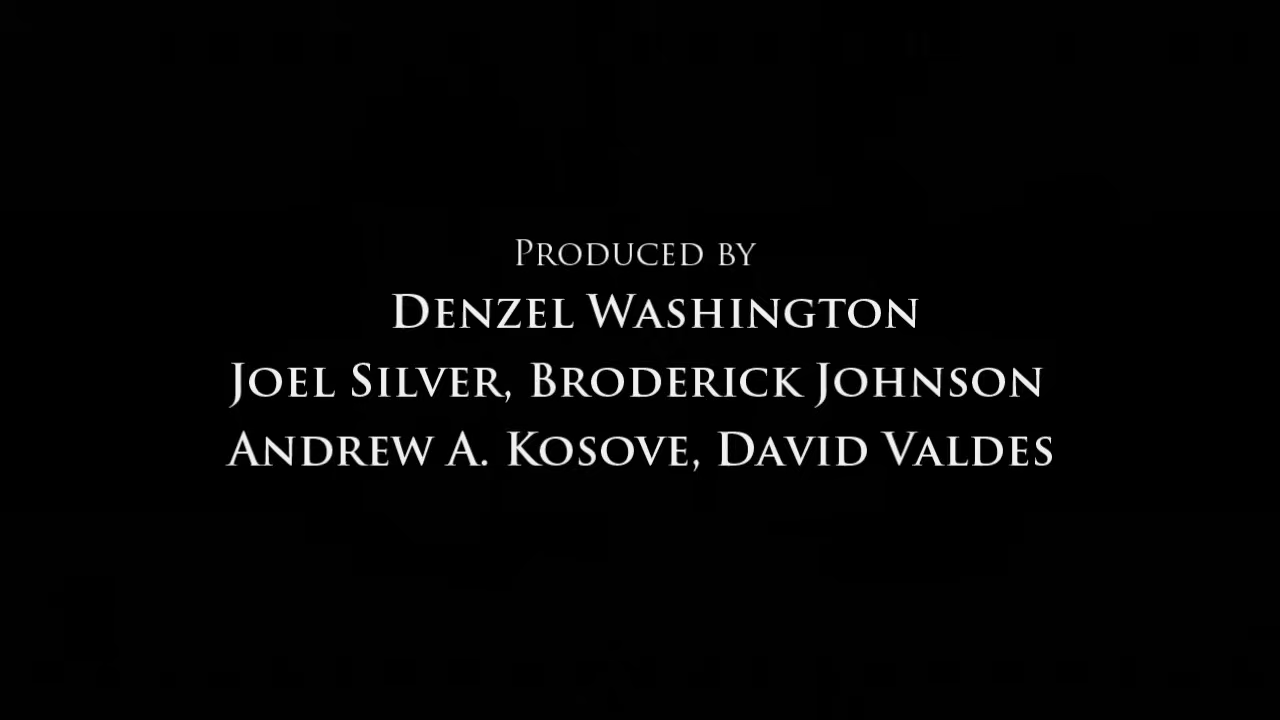 Produced by
Denzel Washington
Joel Silver, Broderick Johnson
Andrew A. Kosove, David Valdes